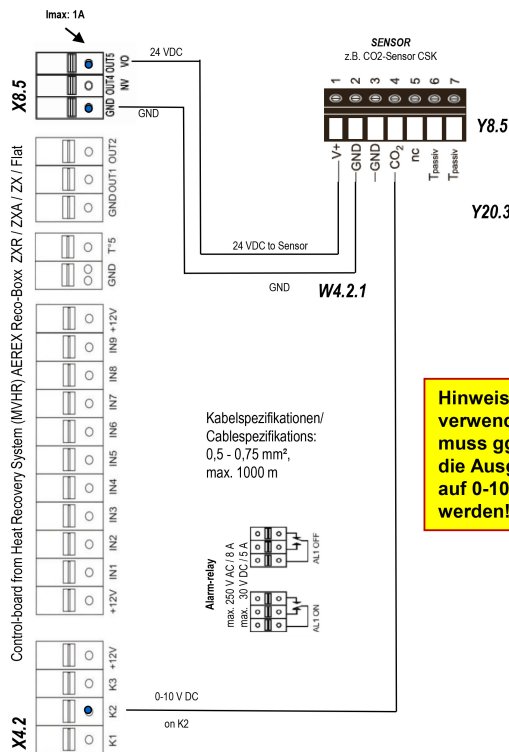 Imax: 1A
X8.5
GND OUT4 OUT5
NV VO
24 VDC
GND
SENSOR
z.B. CO2-Sensor CSK
1 2 3 4 5 6 7
V+
GND
–GND
CO2
nc
Tpassiv
Tpassiv
Y8.5
Y20.3
Control-board from Heat Recovery System (MVHR) AEREX Reco-Boxx ZXR / ZXA / ZX / Flat
GND OUT1 OUT2
GND T°5
24 VDC to Sensor
GND
W4.2.1
+12V
IN9
IN8
IN7
IN6
IN5
IN4
IN3
IN2
IN1
+12V
Kabelspezifikationen/
Cablespecifikations:
0,5 - 0,75 mm²,
max. 1000 m
Hinweis
verwend
muss gg
die Ausg
auf 0-10
werden!
Alarm-relay
max. 250 V AC / 8 A
max. 30 V DC / 5 A
AL1 OFF
AL1 ON
X4.2
+12V
K3
K2
K1
0-10 V DC
on K2